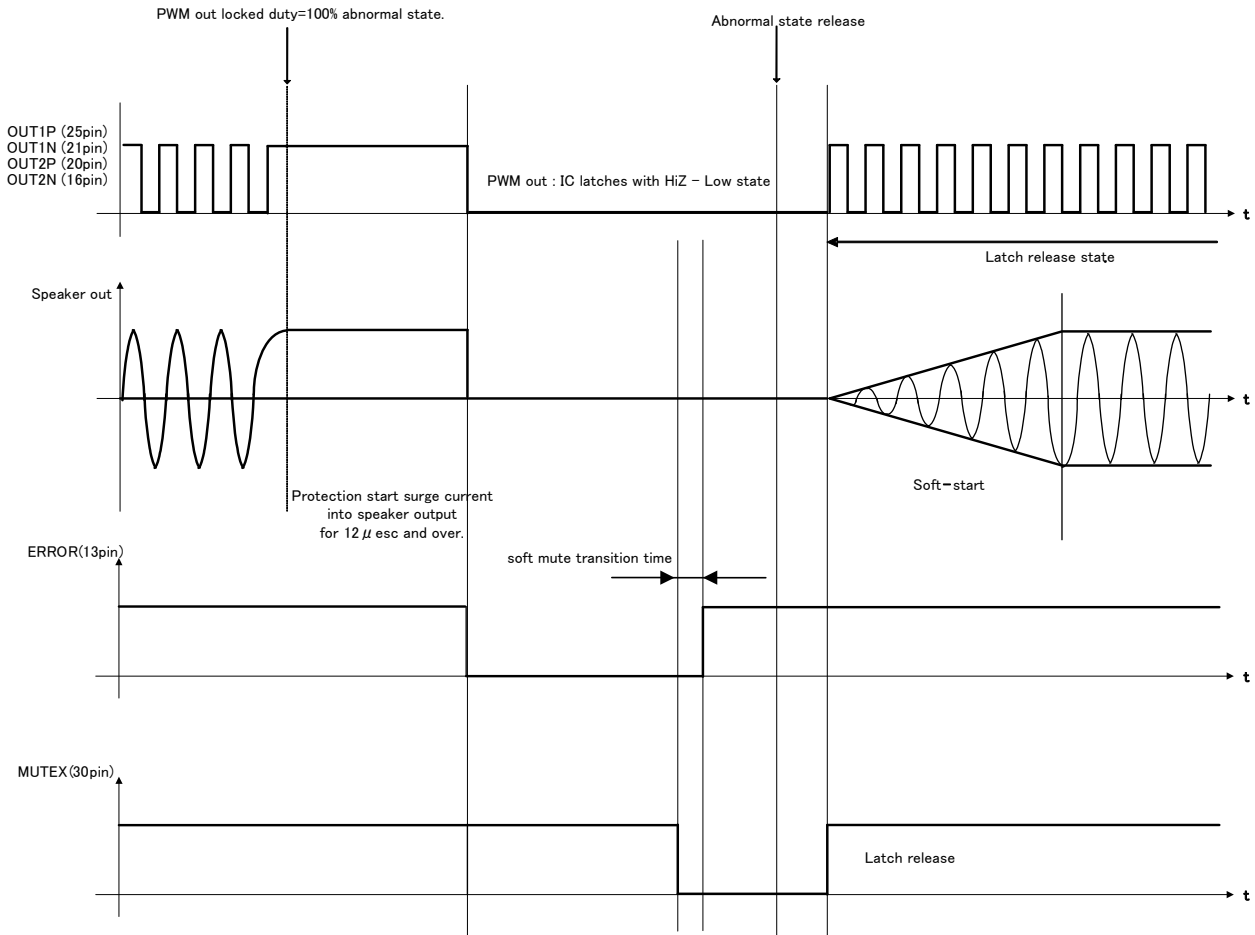 PWM out locked duty=100% abnormal state.
Abnormal state release
OUT1P (25pin)
OUT1N (21pin)
OUT2P (20pin)
OUT2N (16pin)
PWM out : IC latches with HiZ - Low state
t
Latch release state
Speaker out
t
Soft-start
Protection start surge current
into speaker output
for 12 μ esc and over.
ERROR(13pin)
soft mute transition time
t
MUTEX(30pin)
Latch release
t